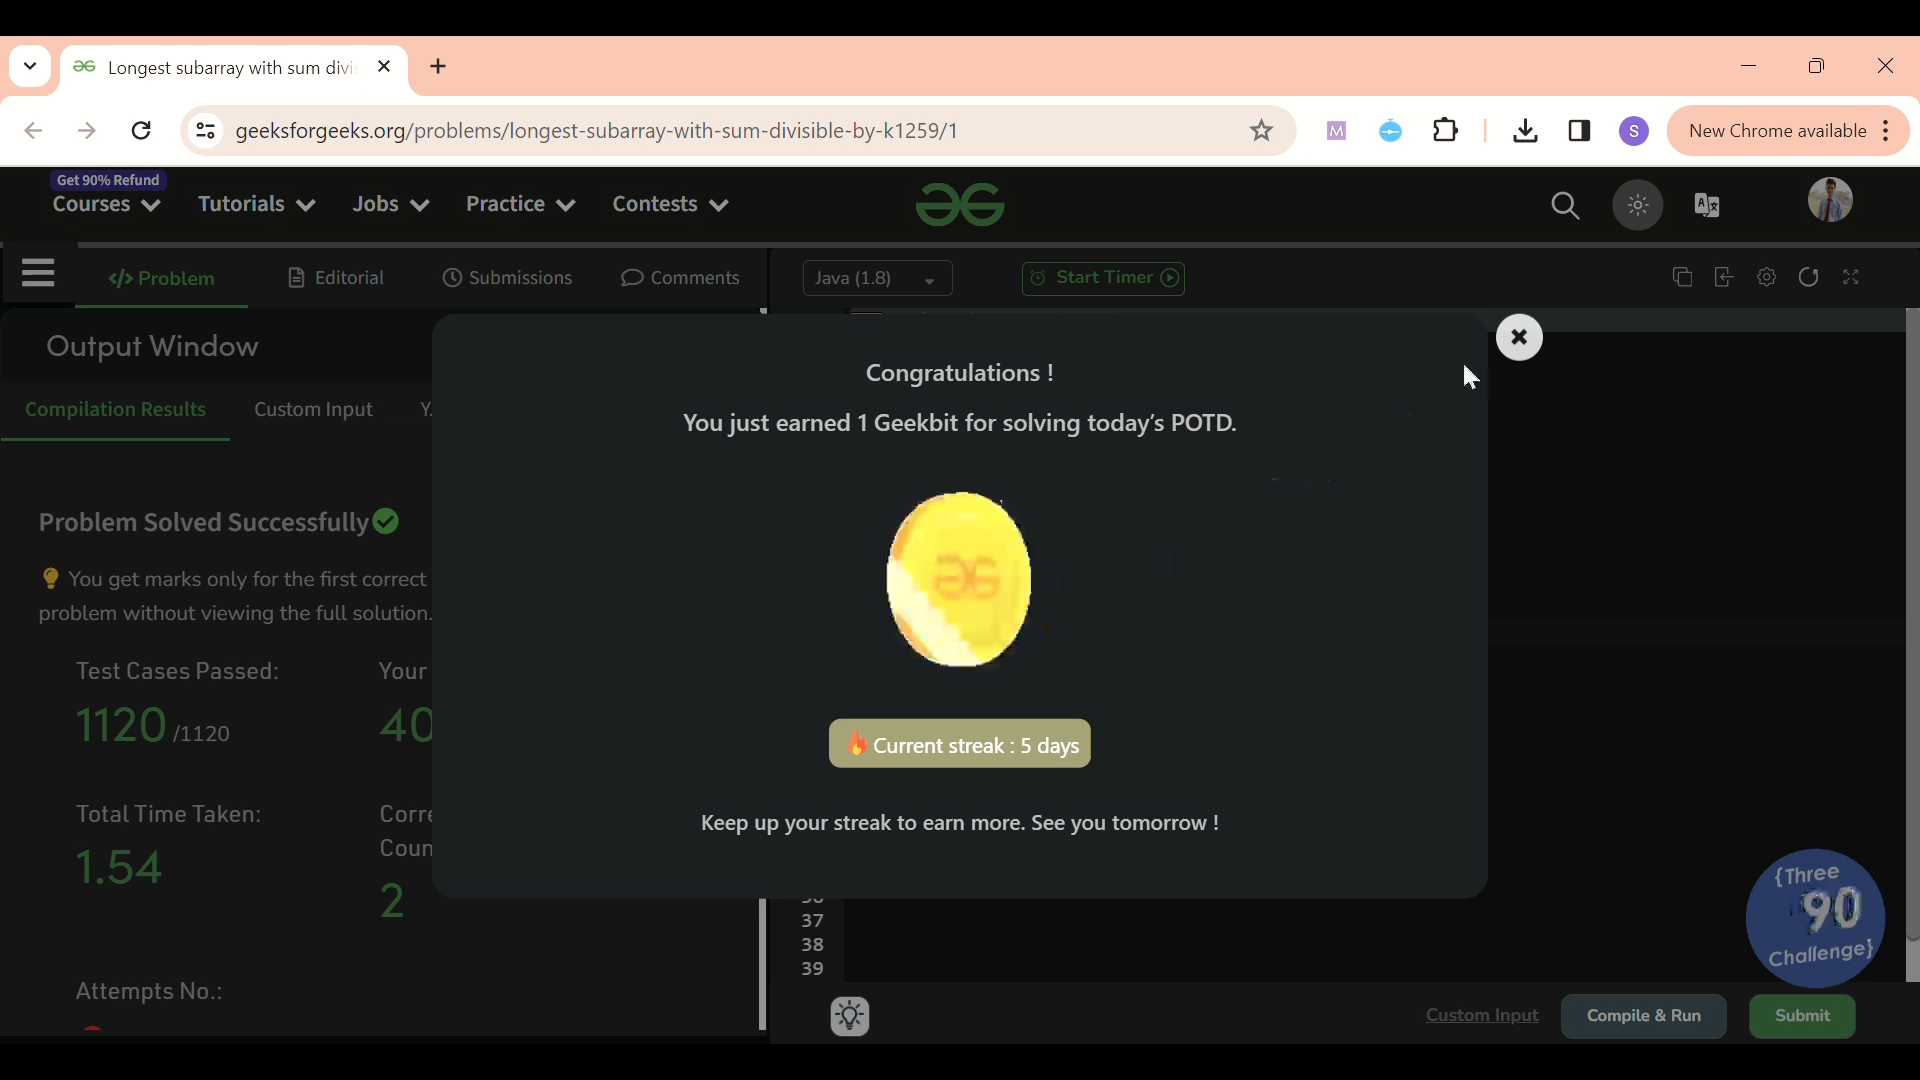 Longest subarray with sum divis
geeksforgeeks.org/problems/longest-subarray-with-sum-divisible-by-k1259/1
M
S
New Chrome available
Get 90% Refund
Courses
Tutorials
Jobs
Practice
Contests
Problem
Editorial
Submissions
Comments
Java (1.8)
Start Timer
Output Window
Compilation Results
Custom Input
Y.
Congratulations !
You just earned 1 Geekbit for solving today's POTD.
Current streak : 5 days
Keep up your streak to earn more. See you tomorrow !
Problem Solved Successfully
You get marks only for the first correct
problem without viewing the full solution.
Test Cases Passed:
1120 /1120
Your
40
Total Time Taken:
1.54
Corre
Coun
2
Attempts No.:
37
38
39
{Three
90
Challenge}
Custom Input
Compile & Run
Submit